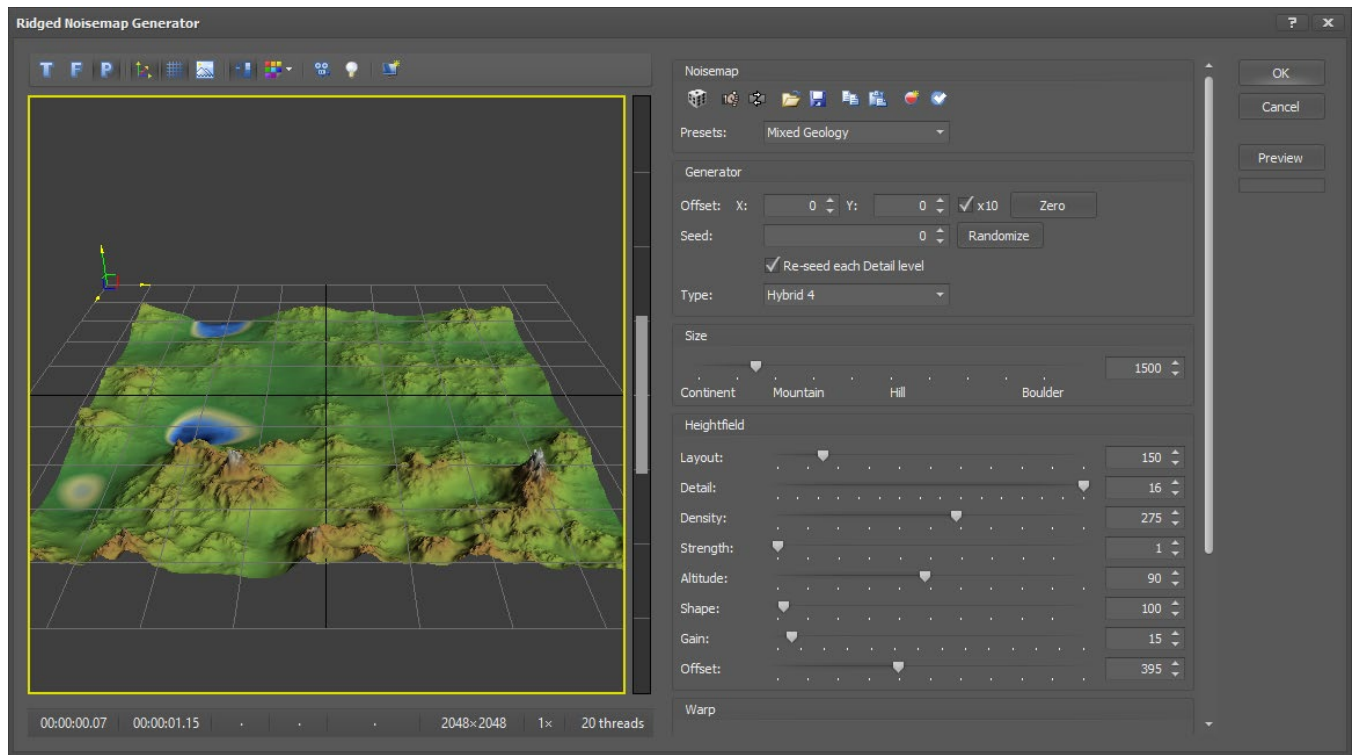 Ridged Noisemap Generator
? x
T F P
Noisemap
OK
Cancel
Presets: Mixed Geology
Preview
Generator
Offset: X: 0 Y: 0 x10 Zero
Seed: 0 Randomize
Re-seed each Detail level
Type: Hybrid 4
Size
1500
Continent Mountain Hill Boulder
Heightfield
Layout: 150
Detail: 16
Density: 275
Strength: 1
Altitude: 90
Shape: 100
Gain: 15
Offset: 395
Warp
00:00:00.07 00:00:01.15 · · · 2048×2048 1× 20 threads